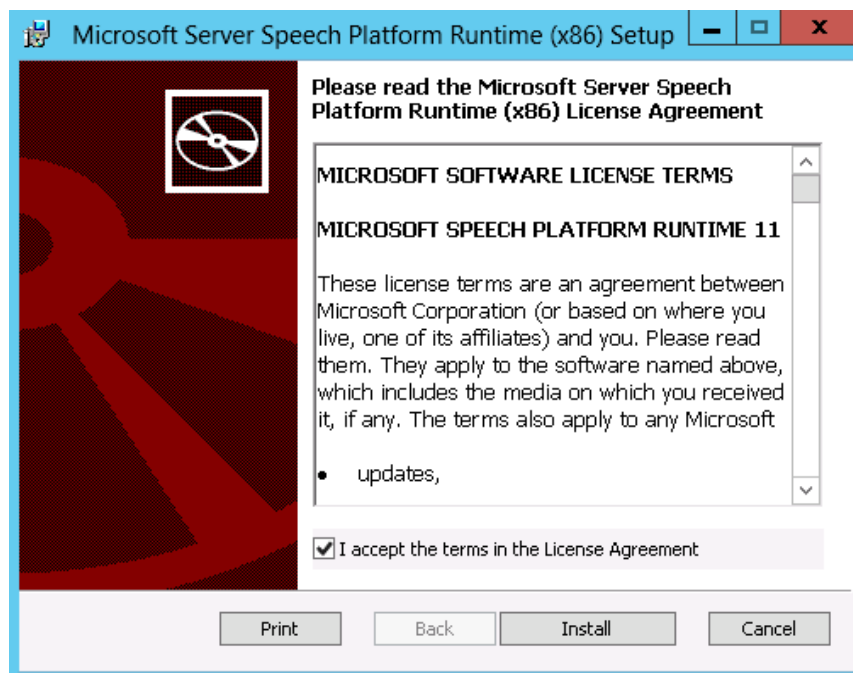 Microsoft Server Speech Platform Runtime (x86) Setup
Please read the Microsoft Server Speech
Platform Runtime (x86) License Agreement
MICROSOFT SOFTWARE LICENSE TERMS
MICROSOFT SPEECH PLATFORM RUNTIME 11
These license terms are an agreement between
Microsoft Corporation (or based on where you
live, one of its affiliates) and you. Please read
them. They apply to the software named above,
which includes the media on which you received
it, if any. The terms also apply to any Microsoft
• updates,
I accept the terms in the License Agreement
Print
Back
Install
Cancel